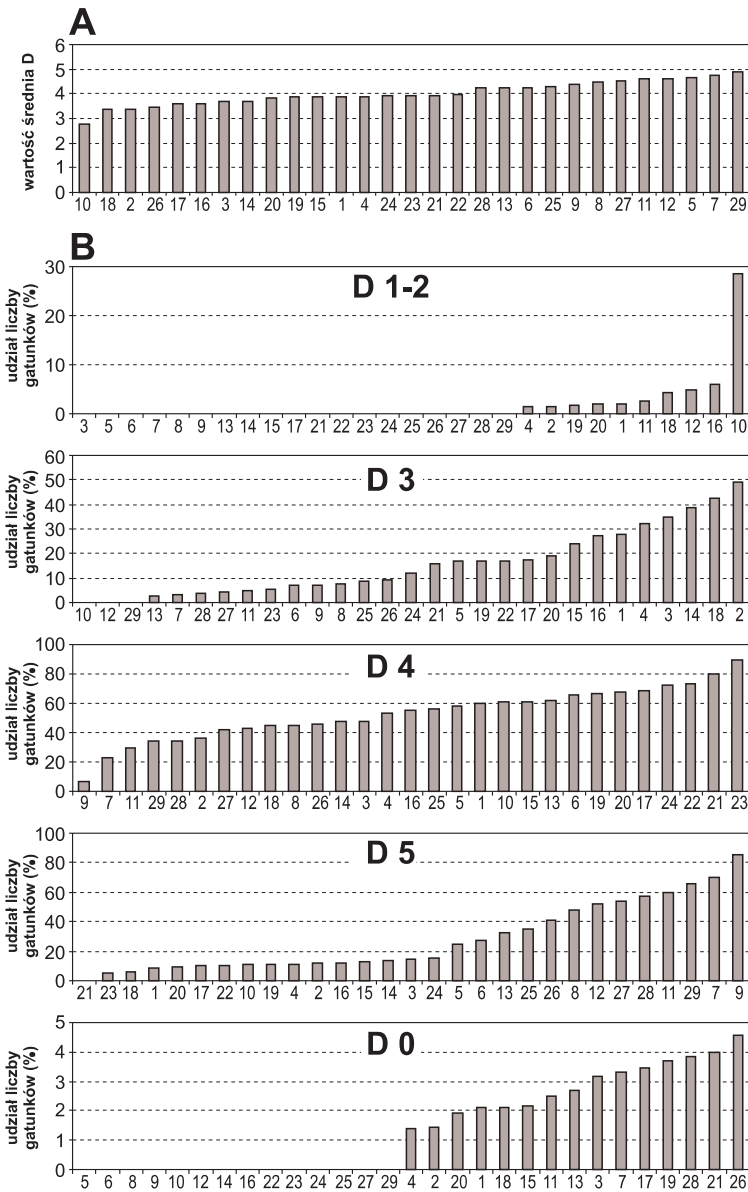 A
wartość średnia D
6
5
4
3
2
1
0
10 18 2 26 17 16 3 14 20 19 15 1 4 24 23 21 22 28 13 6 25 9 8 27 11 12 5 7 29
B
D 1-2
udział liczby
gatunków (%)
30
20
10
0
3 5 6 7 8 9 13 14 15 17 21 22 23 24 25 26 27 28 29 4 2 19 20 1 11 18 12 16 10
D 3
udział liczby
gatunków (%)
60
50
40
30
20
10
0
10 12 29 13 7 28 27 11 23 6 9 8 25 26 24 21 5 19 22 17 20 15 16 1 4 3 14 18 2
D 4
udział liczby
gatunków (%)
100
80
60
40
20
0
9 7 11 29 28 2 27 12 18 8 26 14 3 4 16 25 5 1 10 15 13 6 19 20 17 24 22 21 23
D 5
udział liczby
gatunków (%)
100
80
60
40
20
0
21 23 18 1 20 17 22 10 19 4 2 16 15 14 3 24 5 6 13 25 26 8 12 27 28 11 29 7 9
D 0
udział liczby
gatunków (%)
5
4
3
2
1
0
5 6 8 9 10 12 14 16 22 23 24 25 27 29 4 2 20 1 18 15 11 13 3 7 17 19 28 21 26